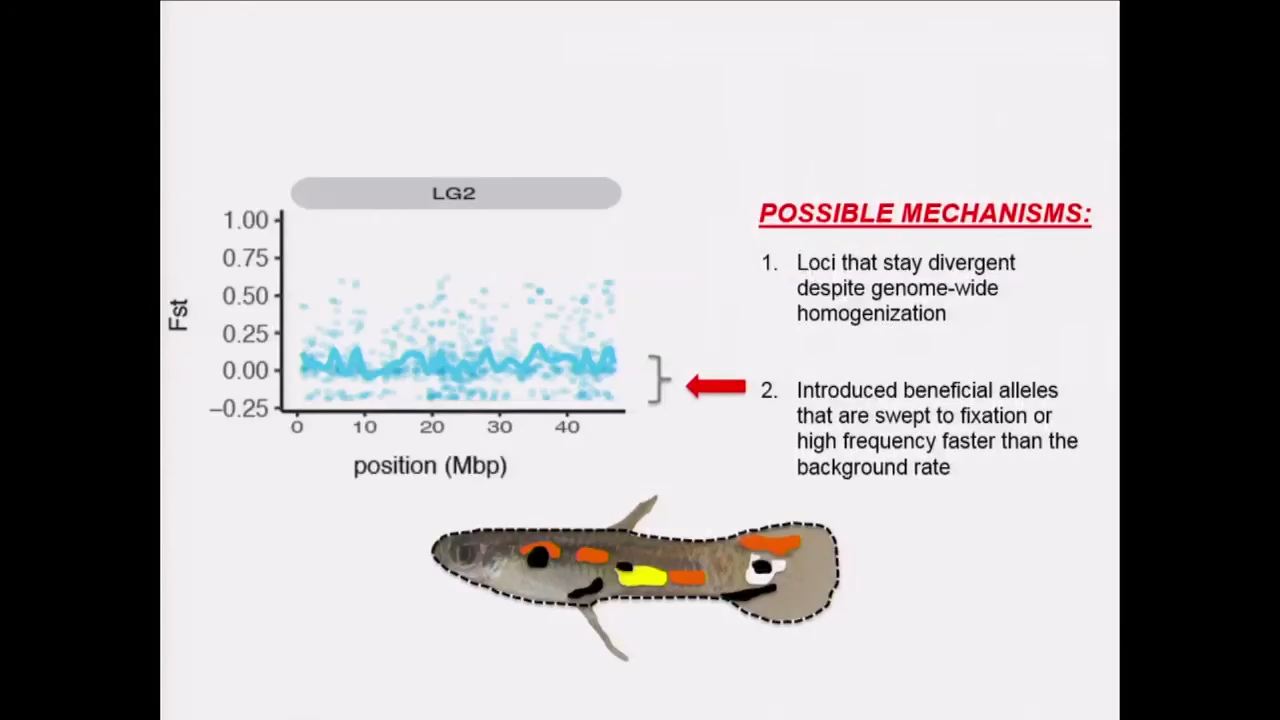 LG2
1.00
0.75
0.50
0.25
0.00
−0.25
Fst
0 10 20 30 40
position (Mbp)
POSSIBLE MECHANISMS:
1. Loci that stay divergent
despite genome-wide
homogenization
2. Introduced beneficial alleles
that are swept to fixation or
high frequency faster than the
background rate